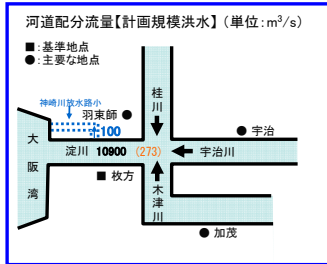 河道配分流量【計画規模洪水】(単位:m³/s)
■:基準地点
●:主要な地点
神崎川放水路小
羽束師●
桂川
100
●宇治
大阪湾
淀川 10900 (273)
宇治川
■枚方
木津川
●加茂